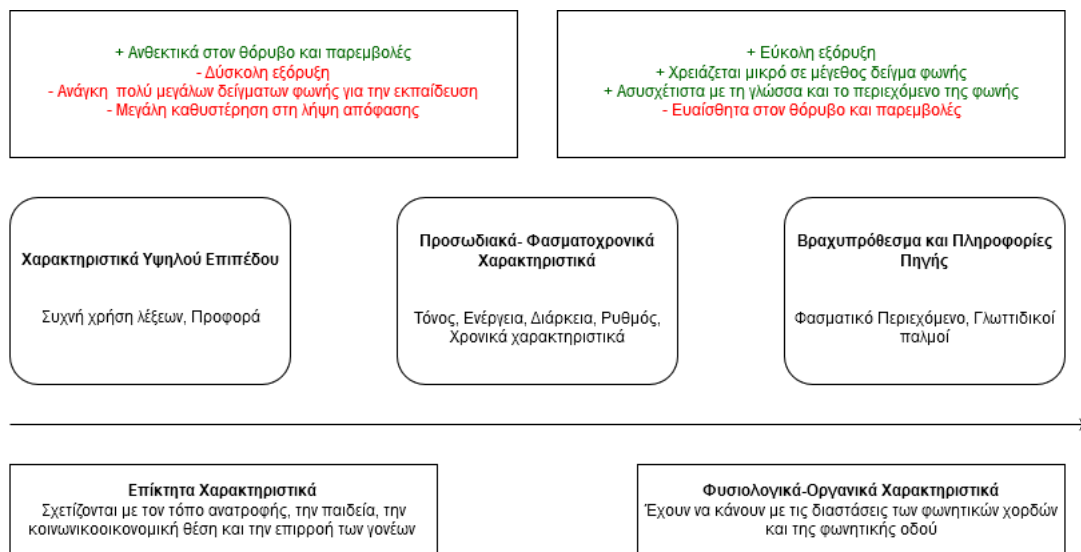 + Ανθεκτικά στον θόρυβο και παρεμβολές
- Δύσκολη εξόρυξη
- Ανάγκη πολύ μεγάλων δείγματων φωνής για την εκπαίδευση
- Μεγάλη καθυστέρηση στη λήψη απόφασης
+ Εύκολη εξόρυξη
+ Χρειάζεται μικρό σε μέγεθος δείγμα φωνής
+ Ασυσχέτιστα με τη γλώσσα και το περιεχόμενο της φωνής
- Ευαίσθητα στον θόρυβο και παρεμβολές
Χαρακτηριστικά Υψηλού Επιπέδου
Συχνή χρήση λέξεων, Προφορά
Προσωδιακά- Φασματοχρονικά
Χαρακτηριστικά
Τόνος, Ενέργεια, Διάρκεια, Ρυθμός,
Χρονικά χαρακτηριστικά
Βραχυπρόθεσμα και Πληροφορίες
Πηγής
Φασματικό Περιεχόμενο, Γλωττιδικοί
παλμοί
Επίκτητα Χαρακτηριστικά
Σχετίζονται με τον τόπο ανατροφής, την παιδεία, την
κοινωνικοοικονομική θέση και την επιρροή των γονέων
Φυσιολογικά-Οργανικά Χαρακτηριστικά
Έχουν να κάνουν με τις διαστάσεις των φωνητικών χορδών
και της φωνητικής οδού